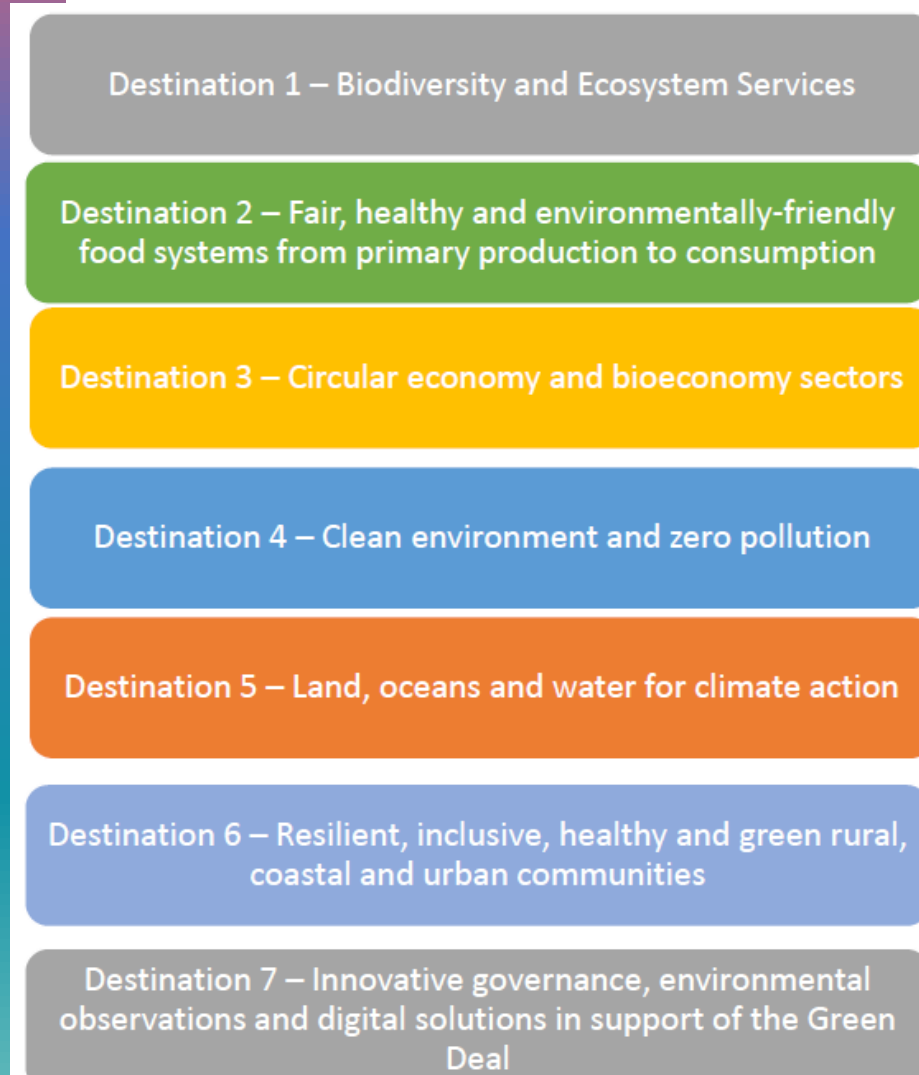 Destination 1 – Biodiversity and Ecosystem Services
Destination 2 – Fair, healthy and environmentally-friendly
food systems from primary production to consumption
Destination 3 – Circular economy and bioeconomy sectors
Destination 4 – Clean environment and zero pollution
Destination 5 – Land, oceans and water for climate action
Destination 6 – Resilient, inclusive, healthy and green rural,
coastal and urban communities
Destination 7 – Innovative governance, environmental
observations and digital solutions in support of the Green
Deal